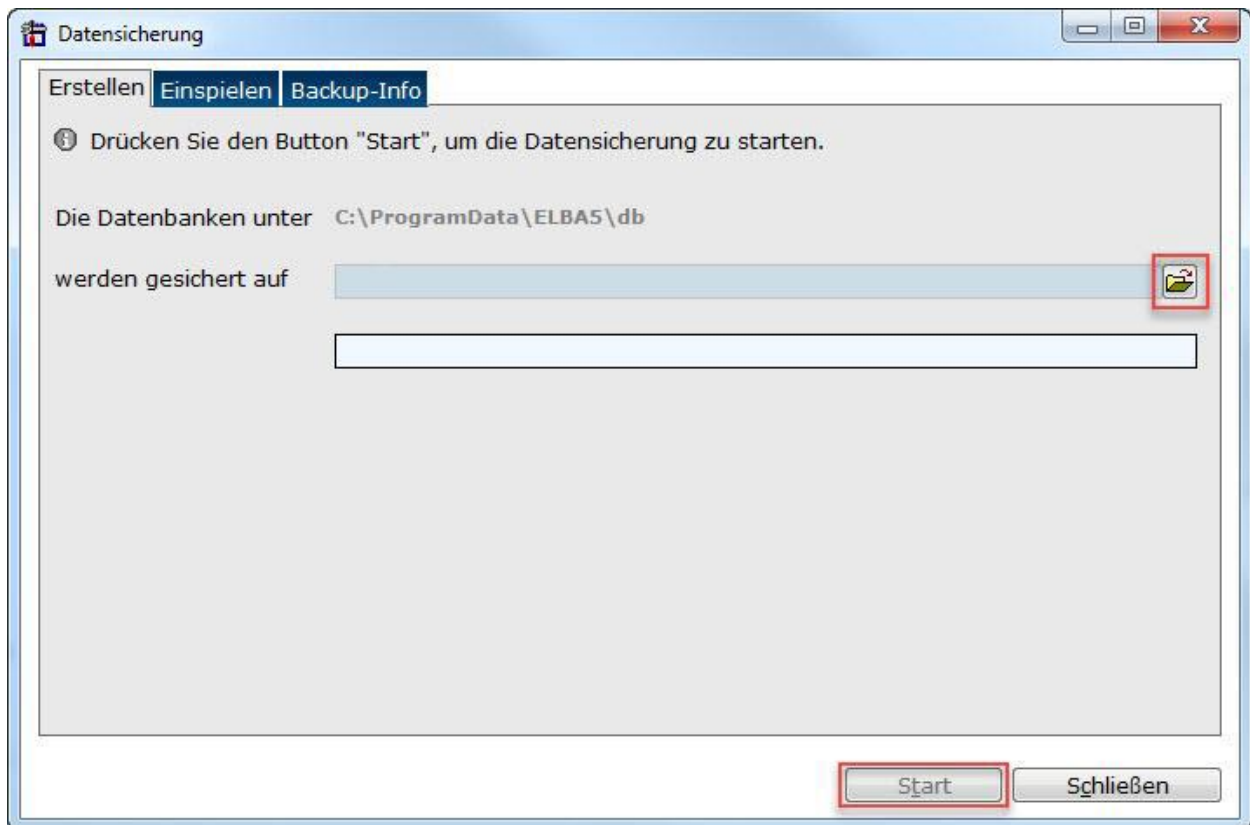 Datensicherung
Erstellen Einspielen Backup-Info
Drücken Sie den Button "Start", um die Datensicherung zu starten.
Die Datenbanken unter C:\ProgramData\ELBA5\db
werden gesichert auf
Start Schließen